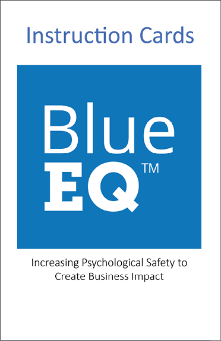 Instruction Cards
Blue
EQ™
Increasing Psychological Safety to
Create Business Impact